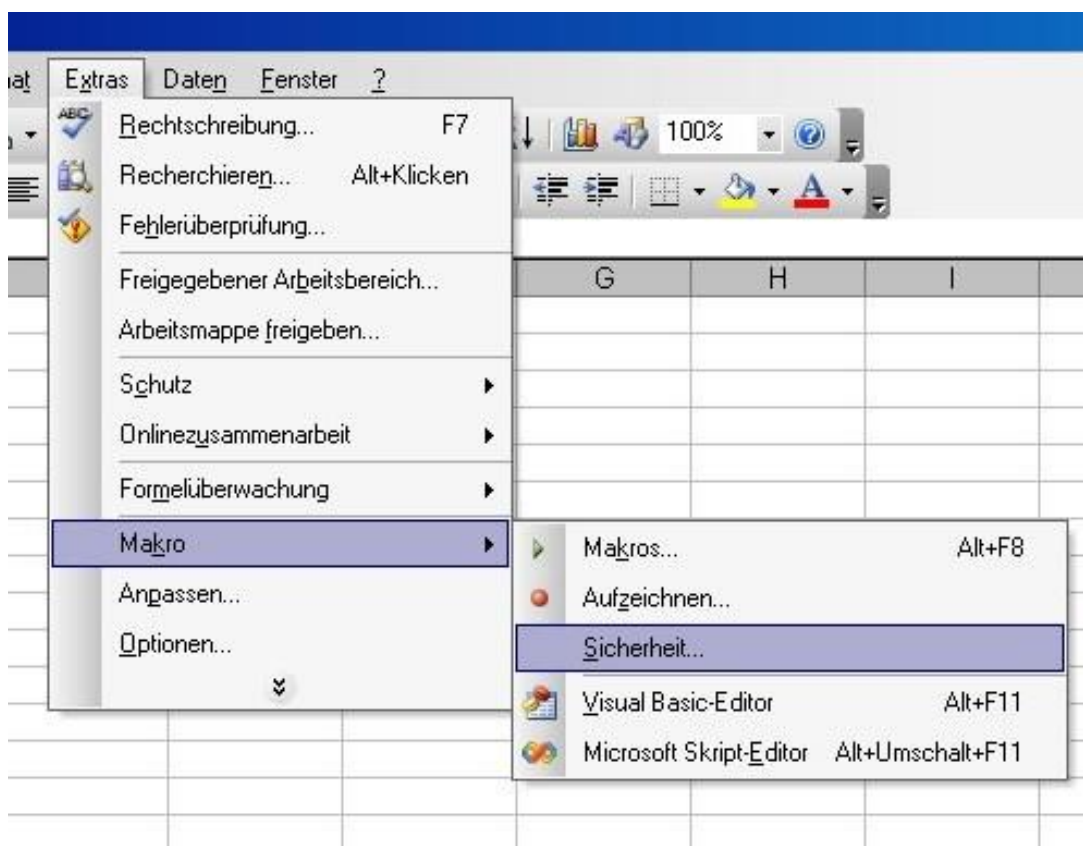 Extras Daten Fenster ?
Rechtschreibung... F7
100%
Recherchieren... Alt+Klicken
Fehlerüberprüfung...
Freigegebener Arbeitsbereich...
G H I
Arbeitsmappe freigeben...
Schutz
Onlinezusammenarbeit
Formelüberwachung
Makro
Anpassen...
Optionen...
Makros... Alt+F8
Aufzeichnen...
Sicherheit...
Visual Basic-Editor Alt+F11
Microsoft Skript-Editor Alt+Umschalt+F11